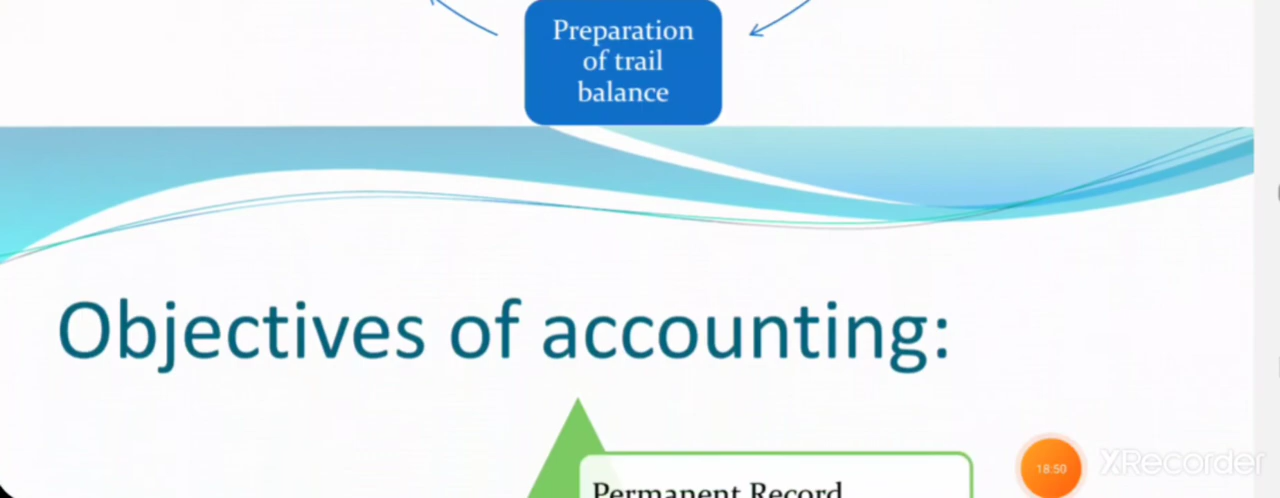 Preparation
of trail
balance
Objectives of accounting:
Permanent Record
18:50
XRecorder